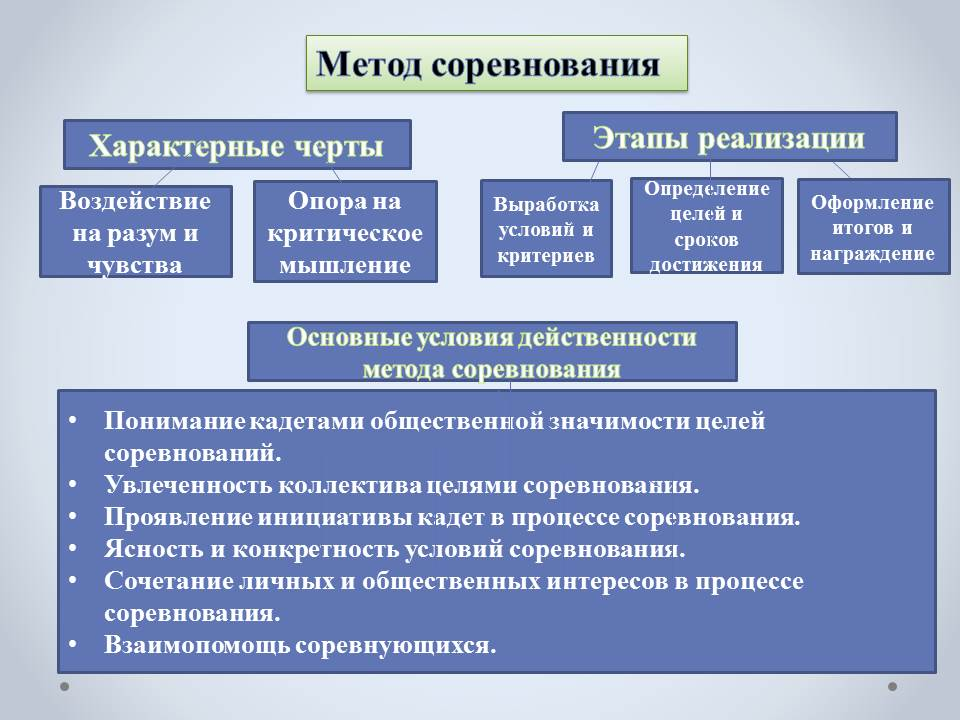 Метод соревнования
Характерные черты
Воздействие
на разум и
чувства
Опора на
критическое
мышление
Этапы реализации
Выработка
условий и
критериев
Определение
целей и
сроков
достижения
Оформление
итогов и
награждение
Основные условия действенности
метода соревнования
• Понимание кадетами общественной значимости целей
соревнований.
• Увлеченность коллектива целями соревнования.
• Проявление инициативы кадет в процессе соревнования.
• Ясность и конкретность условий соревнования.
• Сочетание личных и общественных интересов в процессе
соревнования.
• Взаимопомощь соревнующихся.